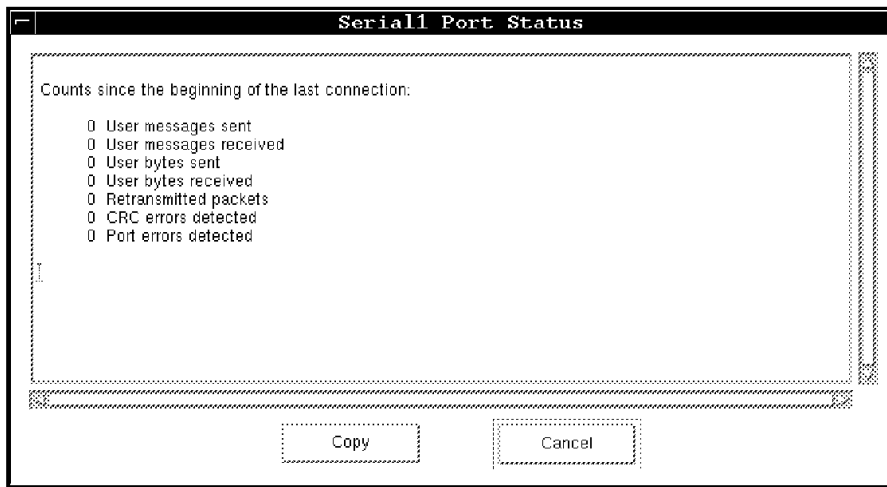 Serial1 Port Status
Counts since the beginning of the last connection:
0 User messages sent
0 User messages received
0 User bytes sent
0 User bytes received
0 Retransmitted packets
0 CRC errors detected
0 Port errors detected
Copy
Cancel